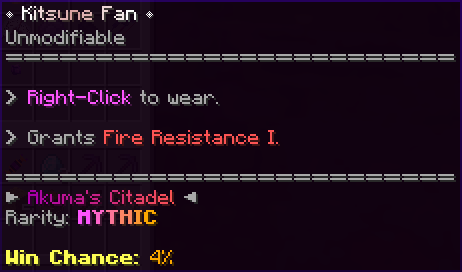 ◈ Kitsune Fan ◈
Unmodifiable
================================
> Right-Click to wear.
> Grants Fire Resistance I.
================================
► Akuma's Citadel ◄
Rarity: MYTHIC
Win Chance: 4%